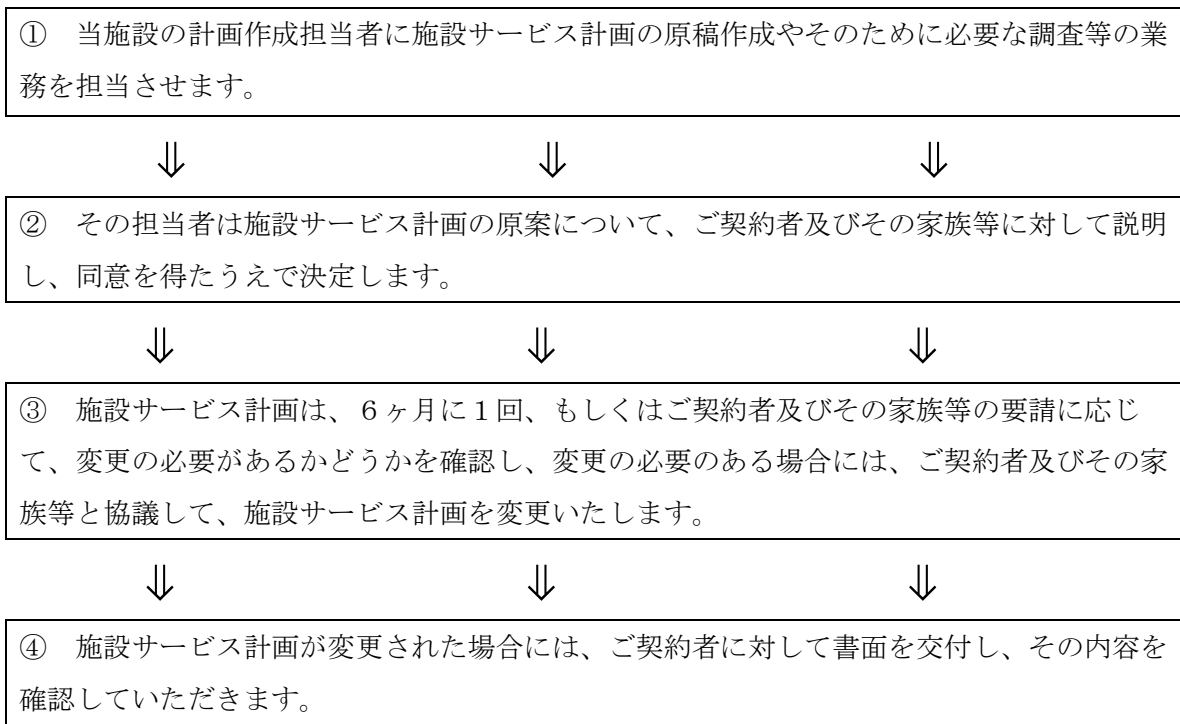 ① 当施設の計画作成担当者に施設サービス計画の原稿作成やそのために必要な調査等の業
務を担当させます。
⇓ ⇓ ⇓
② その担当者は施設サービス計画の原案について、ご契約者及びその家族等に対して説明
し、同意を得たうえで決定します。
⇓ ⇓ ⇓
③ 施設サービス計画は、６ヶ月に１回、もしくはご契約者及びその家族等の要請に応じ
て、変更の必要があるかどうかを確認し、変更の必要のある場合には、ご契約者及びその家
族等と協議して、施設サービス計画を変更いたします。
⇓ ⇓ ⇓
④ 施設サービス計画が変更された場合には、ご契約者に対して書面を交付し、その内容を
確認していただきます。